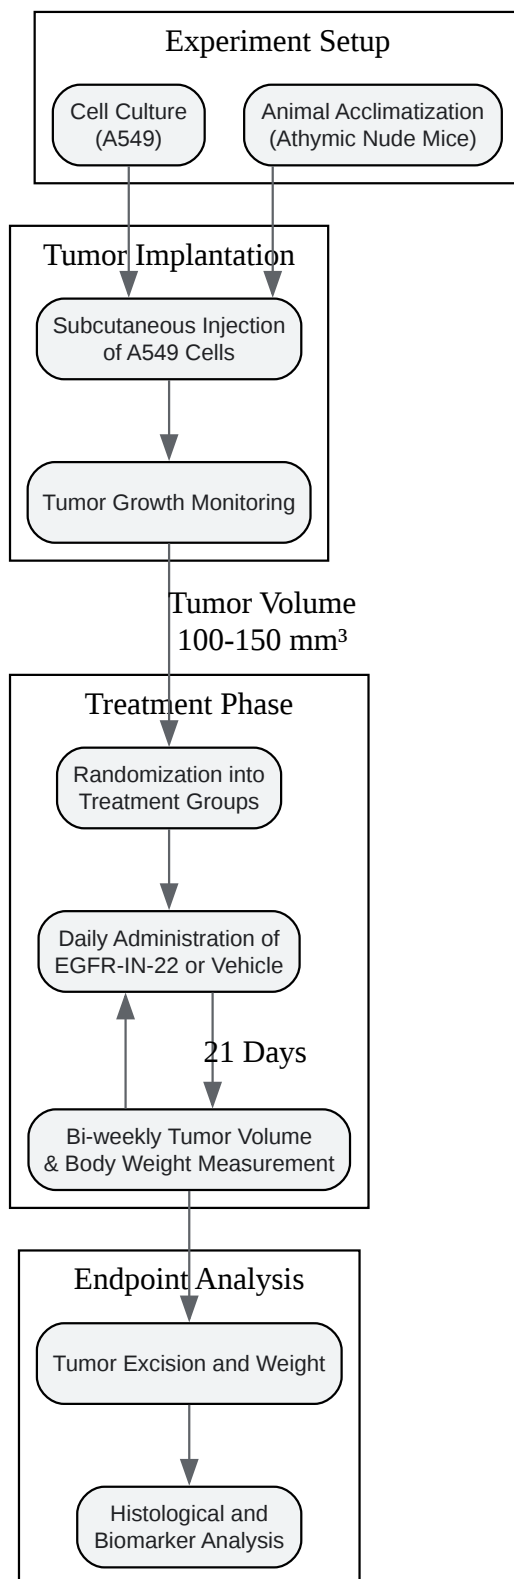 Experiment Setup
Cell Culture
(A549)
Animal Acclimatization
(Athymic Nude Mice)
Tumor Implantation
Subcutaneous Injection
of A549 Cells
Tumor Growth Monitoring
Tumor Volume
100-150 mm³
Treatment Phase
Randomization into
Treatment Groups
Daily Administration of
EGFR-IN-22 or Vehicle
21 Days
Bi-weekly Tumor Volume
& Body Weight Measurement
Endpoint Analysis
Tumor Excision and Weight
Histological and
Biomarker Analysis